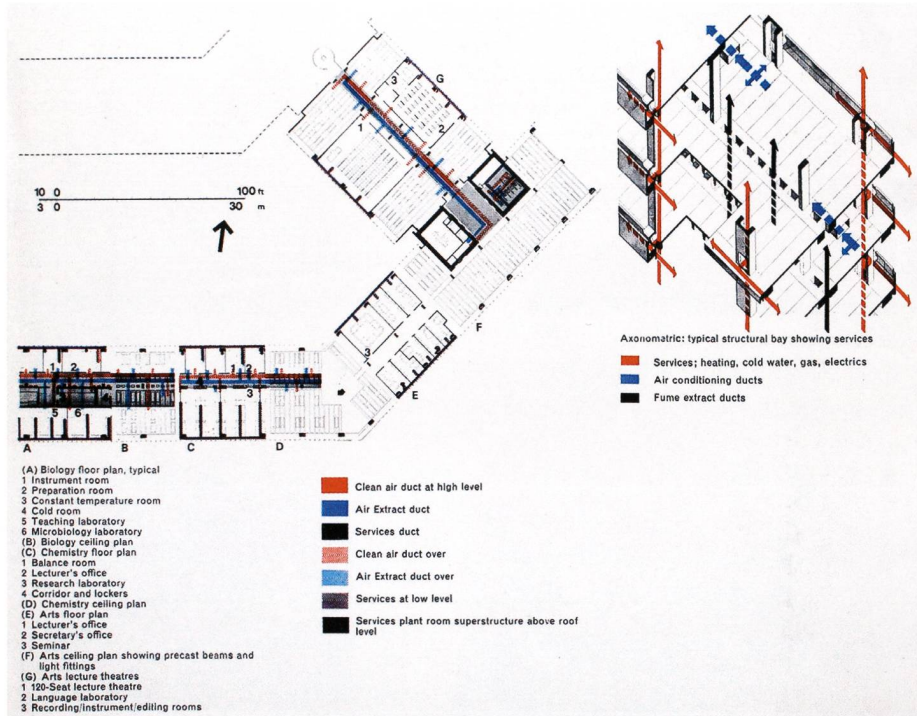 3
G
1
2
10 0 100 ft
3 0 30 m
F
3
E
1 2
1 2
3
4
5 6
A
B
C
D
Axonomatric: typical structural bay showing services
Services; heating, cold water, gas, electrics
Air conditioning ducts
Fume extract ducts
(A) Biology floor plan, typical
1 Instrument room
2 Preparation room
3 Constant temperature room
4 Cold room
5 Teaching laboratory
6 Microbiology laboratory
(B) Biology ceiling plan
(C) Chemistry floor plan
1 Balance room
2 Lecturer's office
3 Research laboratory
4 Corridor and lockers
(D) Chemistry ceiling plan
(E) Arts floor plan
1 Lecturer's office
2 Secretary's office
3 Seminar
(F) Arts ceiling plan showing precast beams and
light fittings
(G) Arts lecture theatres
1 120-Seat lecture theatre
2 Language laboratory
3 Recording/instrument/editing rooms
Clean air duct at high level
Air Extract duct
Services duct
Clean air duct over
Air Extract duct over
Services at low level
Services plant room superstructure above roof
level